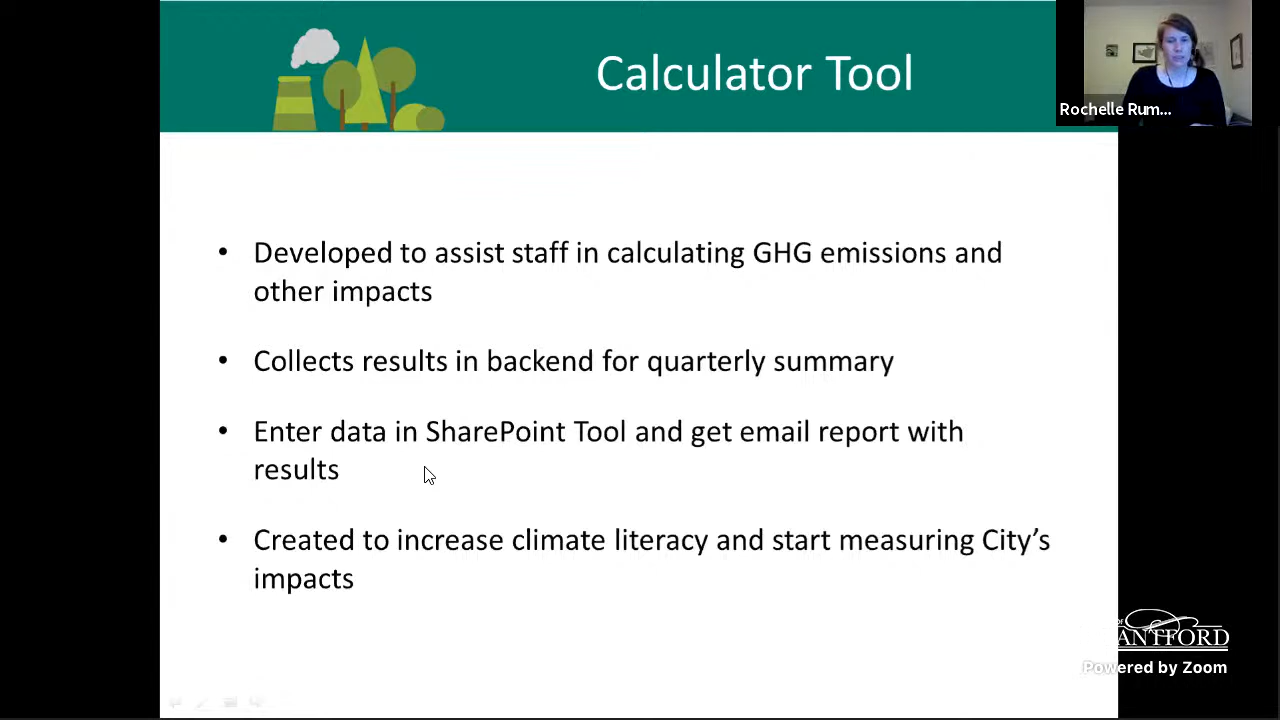 Calculator Tool
Rochelle Rum...
• Developed to assist staff in calculating GHG emissions and
other impacts
• Collects results in backend for quarterly summary
• Enter data in SharePoint Tool and get email report with
results
• Created to increase climate literacy and start measuring City’s
impacts
OF
ANTFORD
Powered by Zoom